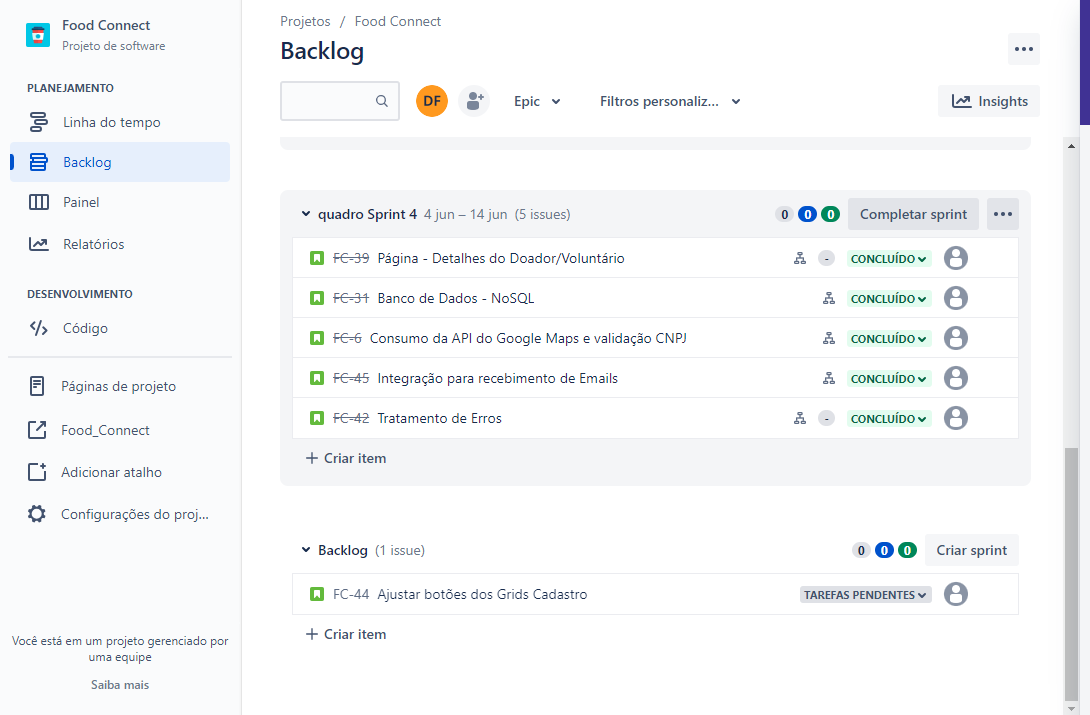 Food Connect
Projeto de software
PLANEJAMENTO
Linha do tempo
Backlog
Painel
Relatórios
DESENVOLVIMENTO
Código
Páginas de projeto
Food_Connect
Adicionar atalho
Configurações do proj...
Você está em um projeto gerenciado por
uma equipe
Saiba mais
Projetos / Food Connect
Backlog
DF Epic Filtros personaliz... Insights
quadro Sprint 4 4 jun – 14 jun (5 issues) 0 0 0 Completar sprint
FC-39 Página - Detalhes do Doador/Voluntário - CONCLUÍDO
FC-31 Banco de Dados - NoSQL CONCLUÍDO
FC-6 Consumo da API do Google Maps e validação CNPJ CONCLUÍDO
FC-45 Integração para recebimento de Emails CONCLUÍDO
FC-42 Tratamento de Erros - CONCLUÍDO
+ Criar item
Backlog (1 issue) 0 0 0 Criar sprint
FC-44 Ajustar botões dos Grids Cadastro TAREFAS PENDENTES
+ Criar item